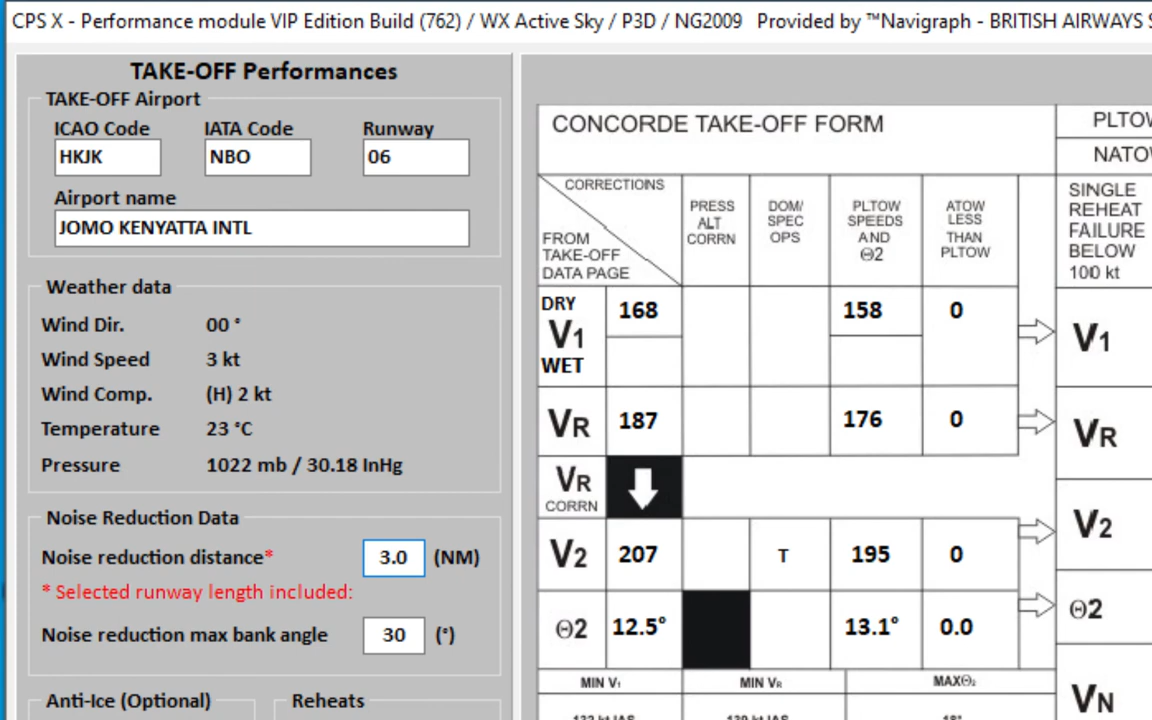 CPS X - Performance module VIP Edition Build (762) / WX Active Sky / P3D / NG2009 Provided by ™Navigraph - BRITISH AIRWAYS
TAKE-OFF Performances
TAKE-OFF Airport
ICAO Code IATA Code Runway
HKJK NBO 06
Airport name
JOMO KENYATTA INTL
Weather data
Wind Dir. 00 °
Wind Speed 3 kt
Wind Comp. (H) 2 kt
Temperature 23 °C
Pressure 1022 mb / 30.18 InHg
Noise Reduction Data
Noise reduction distance* 3.0 (NM)
* Selected runway length included:
Noise reduction max bank angle 30 (°)
Anti-Ice (Optional) Reheats
CONCORDE TAKE-OFF FORM
CORRECTIONS
FROM
TAKE-OFF
DATA PAGE
PRESS
ALT
CORRN
DOM/
SPEC
OPS
PLTOW
SPEEDS
AND
Θ2
ATOW
LESS
THAN
PLTOW
DRY
V1
WET
168 158 0
VR 187 176 0
VR
CORRN
V2 207 T 195 0
Θ2 12.5° 13.1° 0.0
MIN V1 MIN VR MAXΘ2
132 kt IAS 139 kt IAS 18°
SINGLE
REHEAT
FAILURE
BELOW
100 kt
V1
VR
V2
Θ2
VN